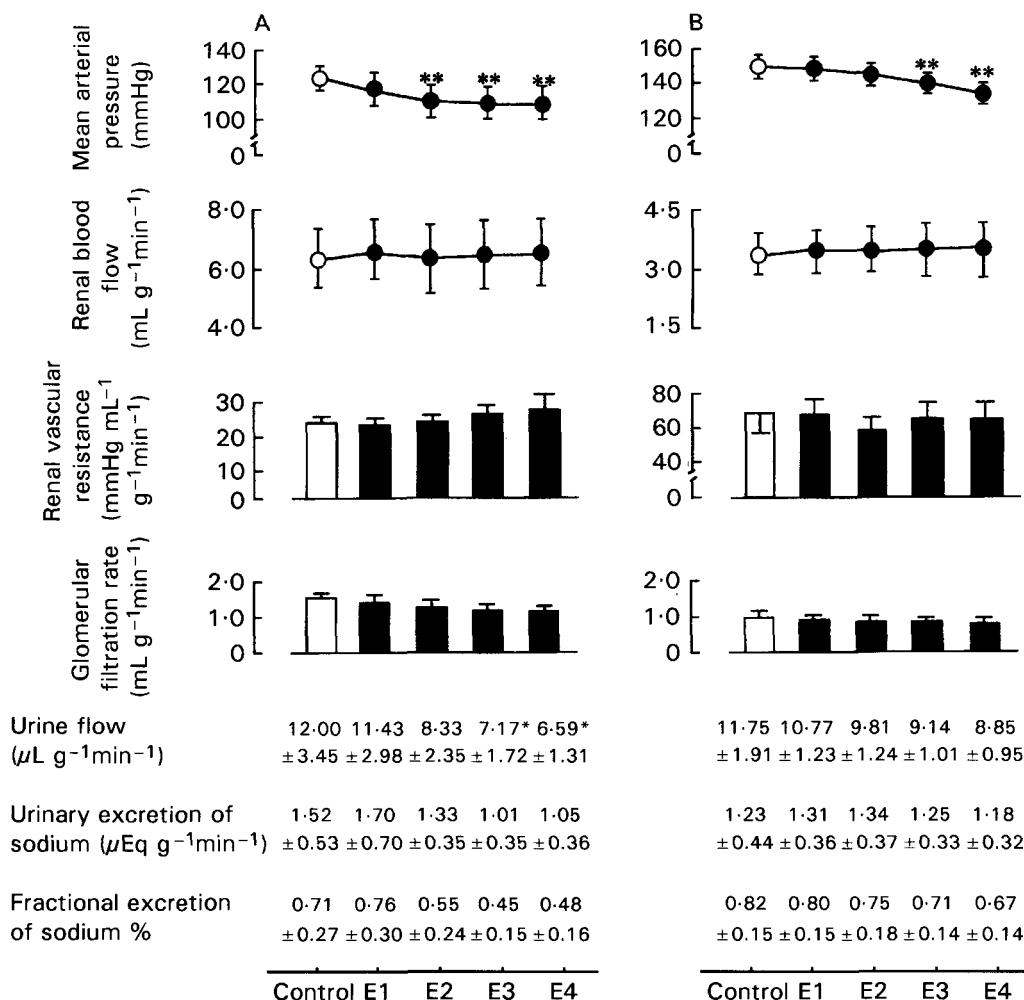 A
B
Mean arterial
pressure
(mmHg)
140
120
100
0
** ** **
160
140
120
0
** **
Renal blood
flow
(mL g⁻¹min⁻¹)
8·0
6·0
4·0
4·5
3·0
1·5
Renal vascular
resistance
(mmHg mL⁻¹
g⁻¹min⁻¹)
30
20
10
0
80
60
40
0
Glomerular
filtration rate
(mL g⁻¹min⁻¹)
2·0
1·0
0
2·0
1·0
0
Urine flow
(μL g⁻¹min⁻¹)
12·00 11·43 8·33 7·17* 6·59*
±3.45 ±2.98 ±2.35 ±1.72 ±1.31
11·75 10·77 9·81 9·14 8·85
±1.91 ±1.23 ±1.24 ±1.01 ±0.95
Urinary excretion of
sodium (μEq g⁻¹min⁻¹)
1·52 1·70 1·33 1·01 1·05
±0.53 ±0.70 ±0.35 ±0.35 ±0.36
1·23 1·31 1·34 1·25 1·18
±0.44 ±0.36 ±0.37 ±0.33 ±0.32
Fractional excretion
of sodium %
0·71 0·76 0·55 0·45 0·48
±0.27 ±0.30 ±0.24 ±0.15 ±0.16
0·82 0·80 0·75 0·71 0·67
±0.15 ±0.15 ±0.18 ±0.14 ±0.14
Control E1 E2 E3 E4
Control E1 E2 E3 E4